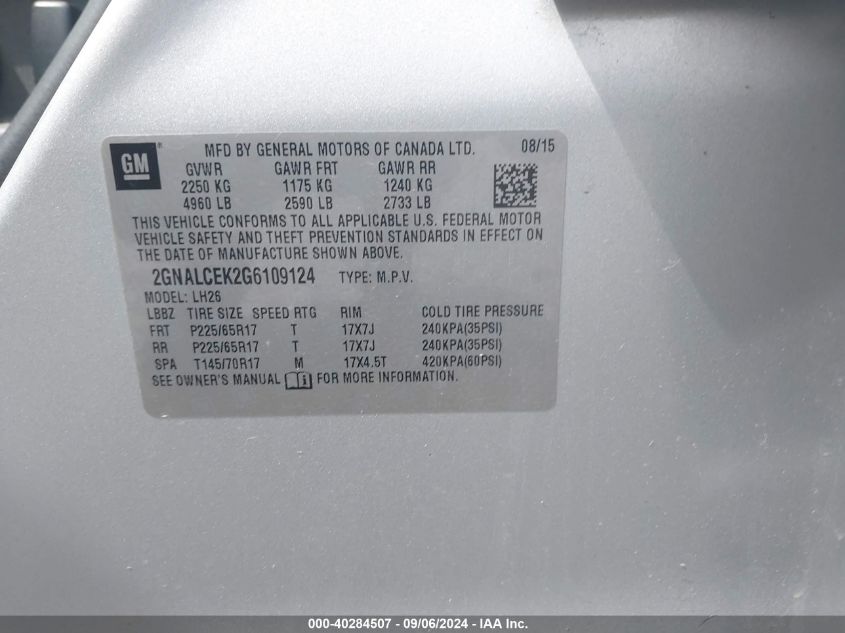 GM ® MFD BY GENERAL MOTORS OF CANADA LTD. 08/15
GVWR GAWR FRT GAWR RR
2250 KG 1175 KG 1240 KG
4960 LB 2590 LB 2733 LB
THIS VEHICLE CONFORMS TO ALL APPLICABLE U.S. FEDERAL MOTOR
VEHICLE SAFETY AND THEFT PREVENTION STANDARDS IN EFFECT ON
THE DATE OF MANUFACTURE SHOWN ABOVE.
2GNALCEK2G6109124 TYPE: M.P.V.
MODEL: LH26
LBBZ TIRE SIZE SPEED RTG RIM COLD TIRE PRESSURE
FRT P225/65R17 T 17X7J 240KPA(35PSI)
RR P225/65R17 T 17X7J 240KPA(35PSI)
SPA T145/70R17 M 17X4.5T 420KPA(60PSI)
SEE OWNER'S MANUAL FOR MORE INFORMATION.
000-40284507 - 09/06/2024 - IAA Inc.